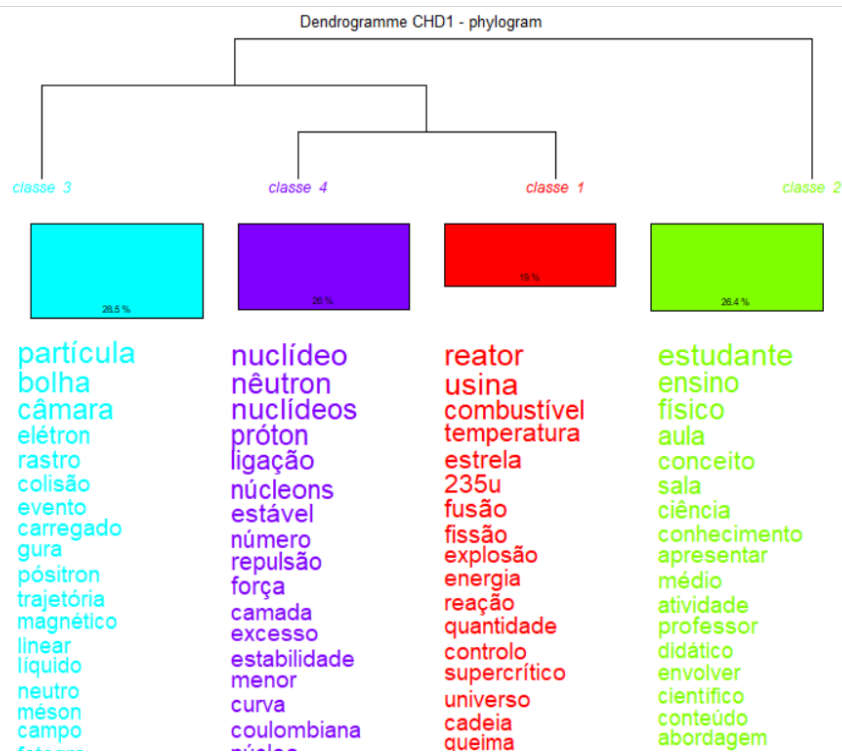 Dendrogramme CHD1 - phylogram
classe 3
classe 4
classe 1
classe 2
28.5 %
26 %
19 %
26.4 %
partícula
bolha
câmara
elétron
rastro
colisão
evento
carregado
gura
pósitron
trajetória
magnético
linear
líquido
neutro
méson
campo
nuclídeo
nêutron
nuclídeos
próton
ligação
núcleons
estável
número
repulsão
força
camada
excesso
estabilidade
menor
curva
coulombiana
núcleo
reator
usina
combustível
temperatura
estrela
235u
fusão
fissão
explosão
energia
reação
quantidade
controlo
supercrítico
universo
cadeia
queima
estudante
ensino
físico
aula
conceito
sala
ciência
conhecimento
apresentar
médio
atividade
professor
didático
envolver
científico
conteúdo
abordagem